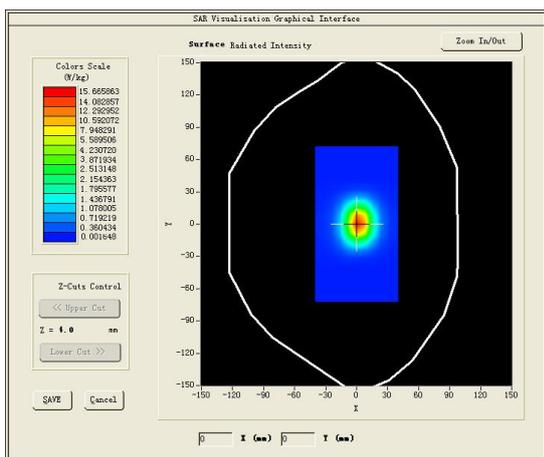 SAR Visualisation Graphical Interface
Surface Radiated Intensity
Zoom In/Out
Colors Scale
(W/kg)
15.665863
14.082857
12.292952
10.592072
7.948291
5.589506
4.230720
3.871934
2.513148
2.154363
1.795577
1.436791
1.078005
0.719219
0.360434
0.001648
Z-Cuts Control
<< Upper Cut
Z = 4.0 mm
Lower Cut >>
SAVE
Cancel
150
120
90
60
30
0
-30
-60
-90
-120
-150
Y
-150 -120 -90 -60 -30 0 30 60 90 120 150
X
0 X (mm) 0 Y (mm)